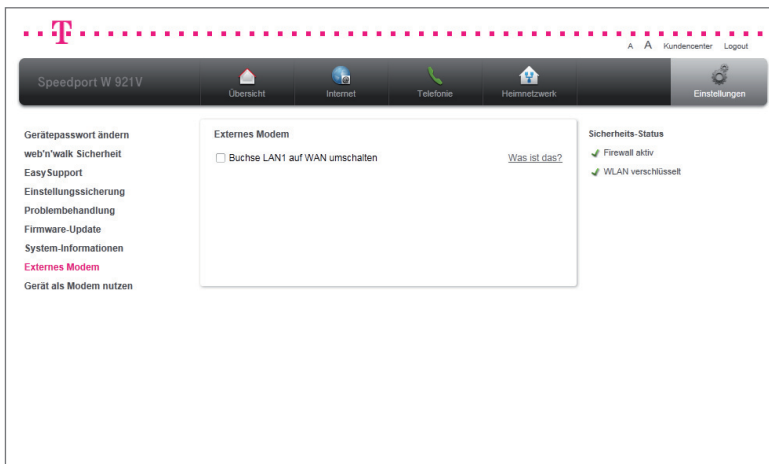 T
A A Kundencenter Logout
Speedport W 921V
Übersicht
Internet
Telefonie
Heimnetzwerk
Einstellungen
Gerätepasswort ändern
web'n'walk Sicherheit
EasySupport
Einstellungssicherung
Problembehandlung
Firmware-Update
System-Informationen
Externes Modem
Gerät als Modem nutzen
Externes Modem
Buchse LAN1 auf WAN umschalten
Was ist das?
Sicherheits-Status
Firewall aktiv
WLAN verschlüsselt